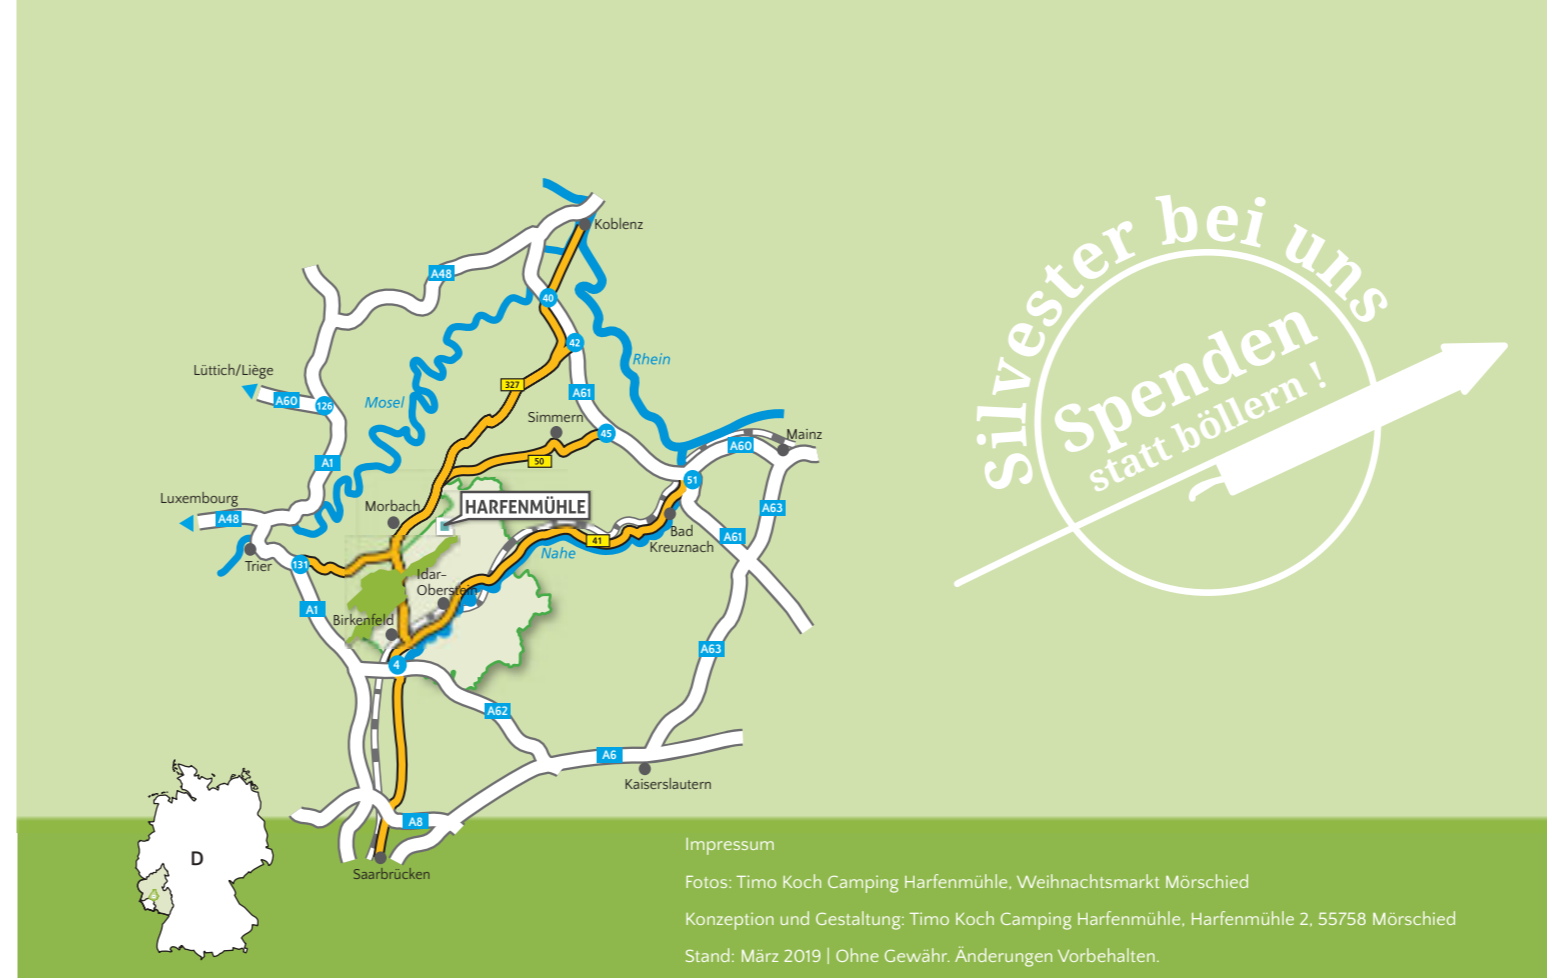 Koblenz
A48
40
42
Rhein
Lüttich/Liège
A60
126
Mosel
327
A61
Simmern
45
50
Mainz
A60
A1
51
Luxembourg
A48
Morbach
HARFENMÜHLE
A63
Bad
Kreuznach
A61
41
Nahe
Trier
131
Idar-
Oberstein
A1
Birkenfeld
4
A63
A62
A6
Kaiserslautern
A8
Saarbrücken
D
Silvester bei uns
Spenden
statt böllern !
Impressum
Fotos: Timo Koch Camping Harfenmühle, Weihnachtsmarkt Mörschied
Konzeption und Gestaltung: Timo Koch Camping Harfenmühle, Harfenmühle 2, 55758 Mörschied
Stand: März 2019 | Ohne Gewähr. Änderungen Vorbehalten.